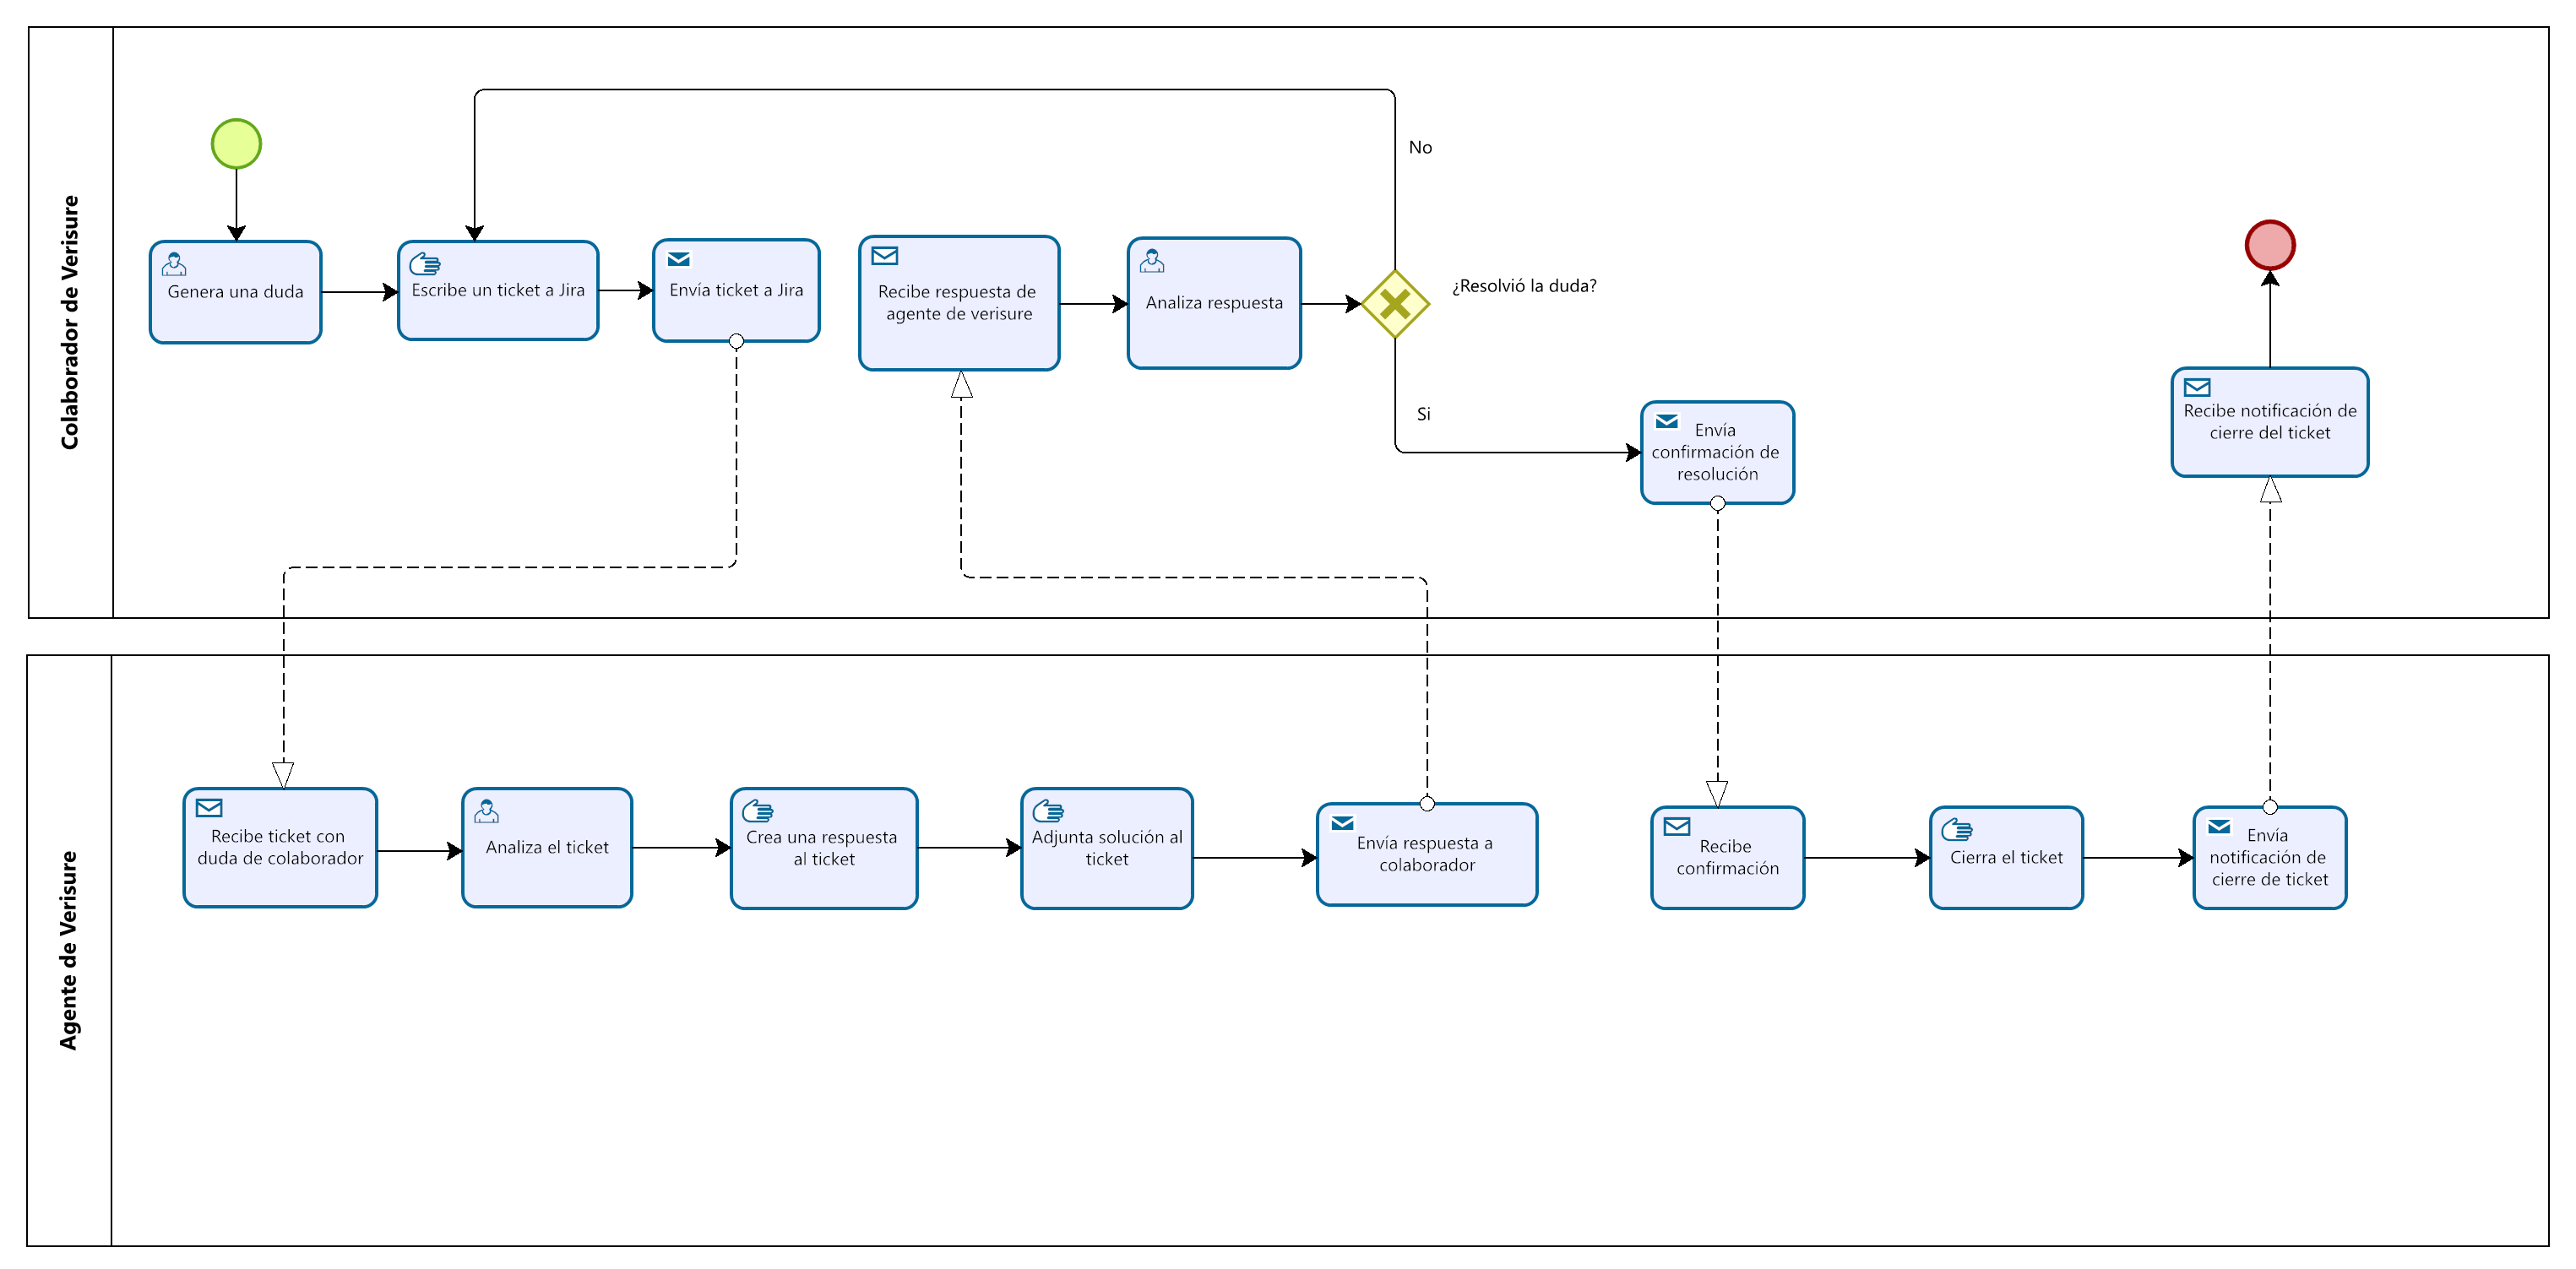 Colaborador de Verisure
Genera una duda
Escribe un ticket a Jira
Envía ticket a Jira
Recibe respuesta de
agente de verisure
Analiza respuesta
No
¿Resolvió la duda?
Si
Envía
confirmación de
resolución
Recibe notificación de
cierre del ticket
Agente de Verisure
Recibe ticket con
duda de colaborador
Analiza el ticket
Crea una respuesta
al ticket
Adjunta solución al
ticket
Envía respuesta a
colaborador
Recibe
confirmación
Cierra el ticket
Envía
notificación de
cierre de ticket